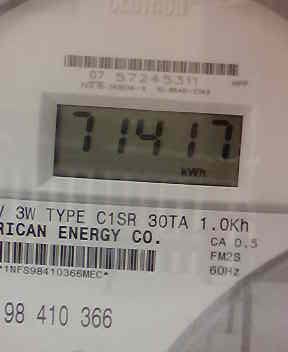 07 57245311
71417
kWh
V 3W TYPE C1SR 30TA 1.0Kh
RICAN ENERGY CO.
CA 0.5
FM2S
60Hz
*1NFS98410366MEC*
98 410 366